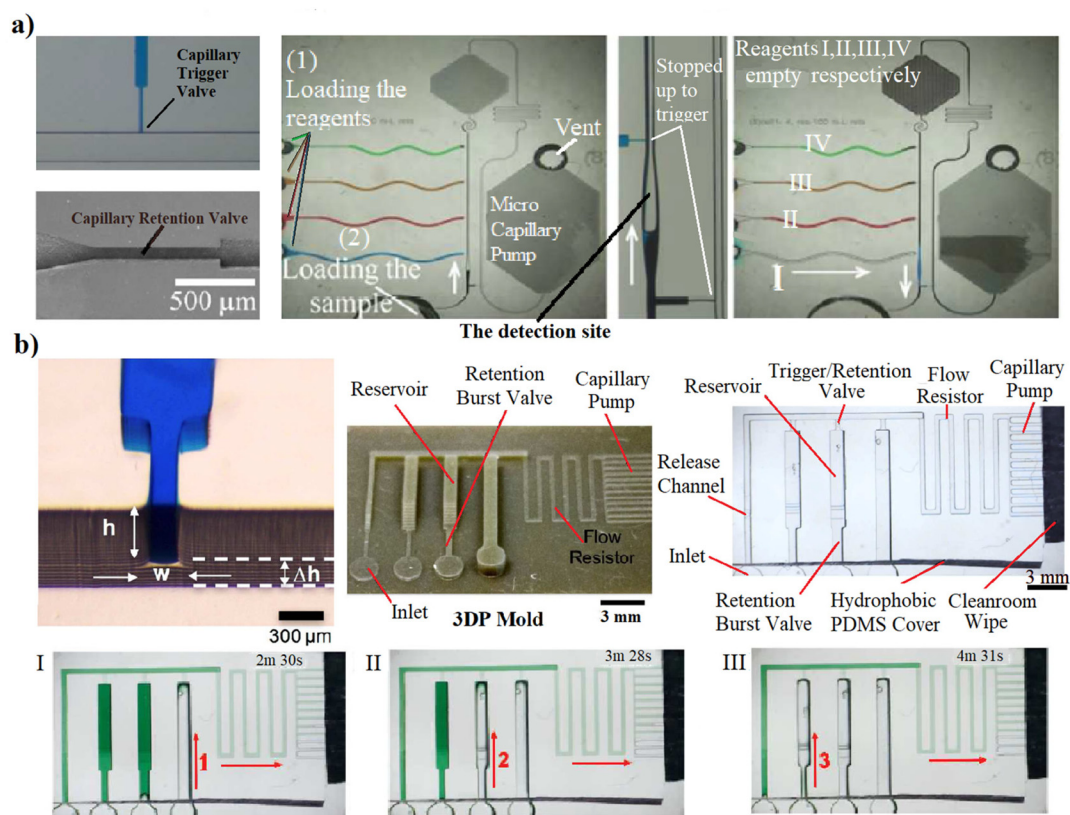 a)
Capillary
Trigger
Valve
Capillary Retention Valve
500 µm
(1)
Loading the
reagents
Vent
Micro
Capillary
Pump
(2)
Loading the
sample
Stopped
up to
trigger
The detection site
Reagents I,II,III,IV
empty respectively
IV
III
II
I
b)
h
w
Δh
300 µm
Reservoir
Retention
Burst Valve
Capillary
Pump
Flow
Resistor
Inlet
3DP Mold
3 mm
Reservoir
Trigger/Retention
Valve
Flow
Resistor
Capillary
Pump
Release
Channel
Inlet
Retention
Burst Valve
Hydrophobic
PDMS Cover
Cleanroom
Wipe
3 mm
I
2m 30s
1
II
3m 28s
2
III
4m 31s
3